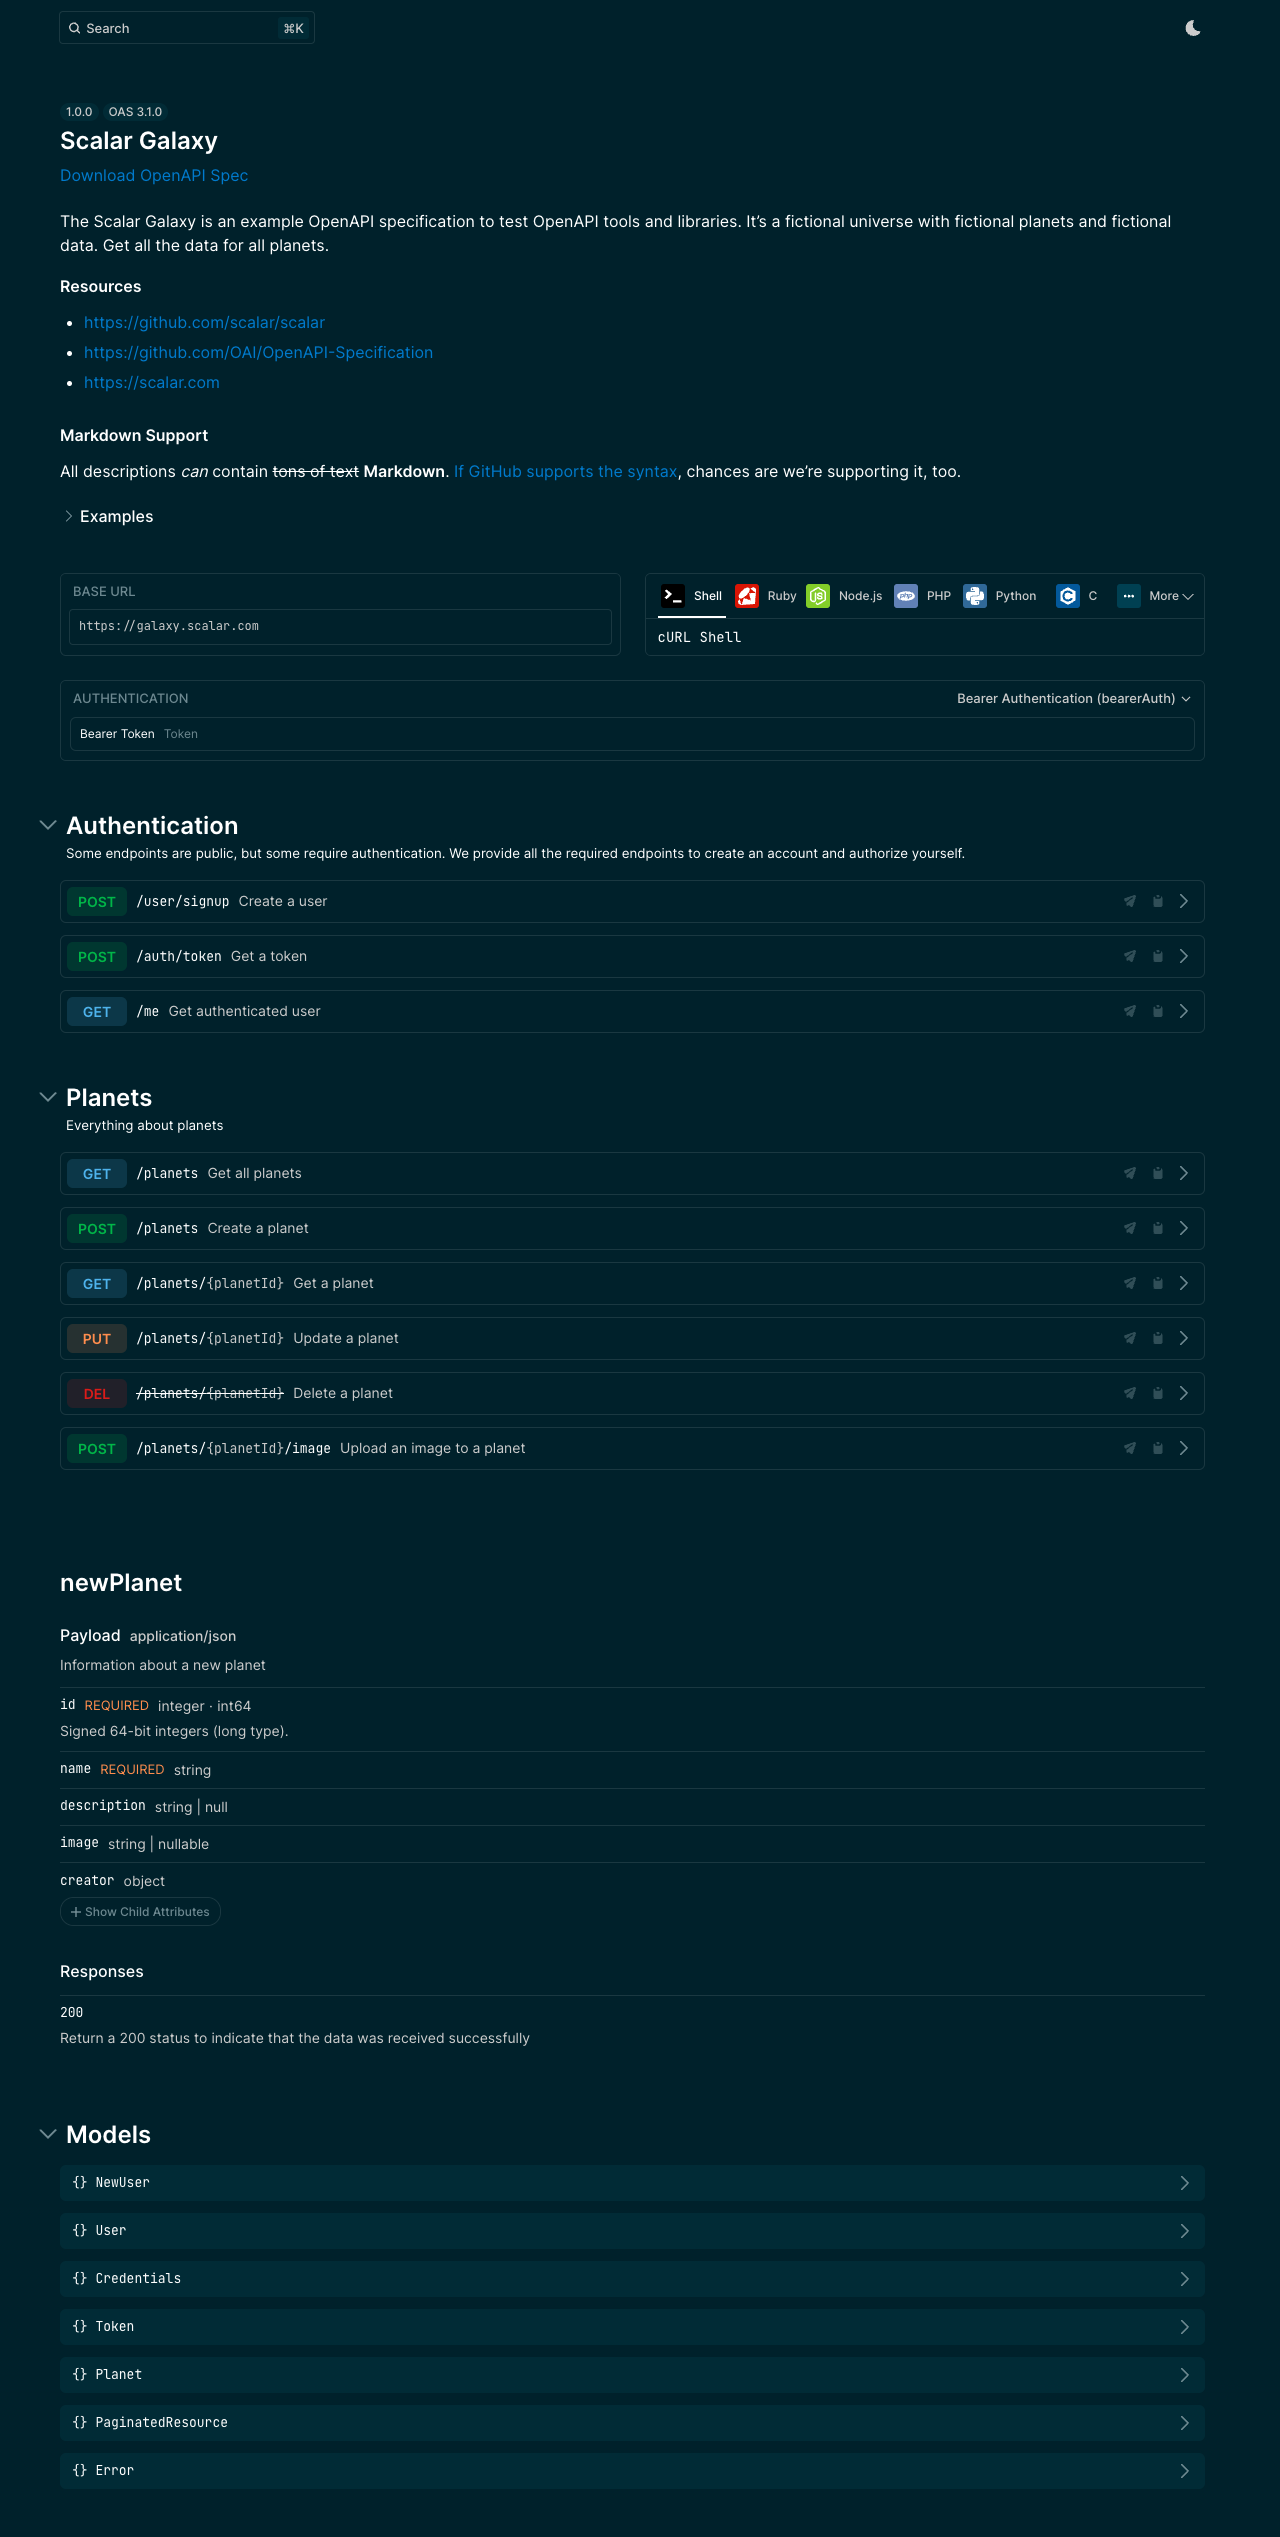 Search ⌘K
1.0.0 OAS 3.1.0
Scalar Galaxy
Download OpenAPI Spec
The Scalar Galaxy is an example OpenAPI specification to test OpenAPI tools and libraries. It’s a fictional universe with fictional planets and fictional
data. Get all the data for all planets.
Resources
https://github.com/scalar/scalar
https://github.com/OAI/OpenAPI-Specification
https://scalar.com
Markdown Support
All descriptions can contain tons of text Markdown. If GitHub supports the syntax, chances are we’re supporting it, too.
Examples
BASE URL
https://galaxy.scalar.com
Shell Ruby Node.js PHP Python C More
cURL Shell
AUTHENTICATION Bearer Authentication (bearerAuth)
Bearer Token Token
Authentication
Some endpoints are public, but some require authentication. We provide all the required endpoints to create an account and authorize yourself.
POST /user/signup Create a user
POST /auth/token Get a token
GET /me Get authenticated user
Planets
Everything about planets
GET /planets Get all planets
POST /planets Create a planet
GET /planets/{planetId} Get a planet
PUT /planets/{planetId} Update a planet
DEL /planets/{planetId} Delete a planet
POST /planets/{planetId}/image Upload an image to a planet
newPlanet
Payload application/json
Information about a new planet
id REQUIRED integer · int64
Signed 64-bit integers (long type).
name REQUIRED string
description string | null
image string | nullable
creator object
Show Child Attributes
Responses
200
Return a 200 status to indicate that the data was received successfully
Models
{} NewUser
{} User
{} Credentials
{} Token
{} Planet
{} PaginatedResource
{} Error